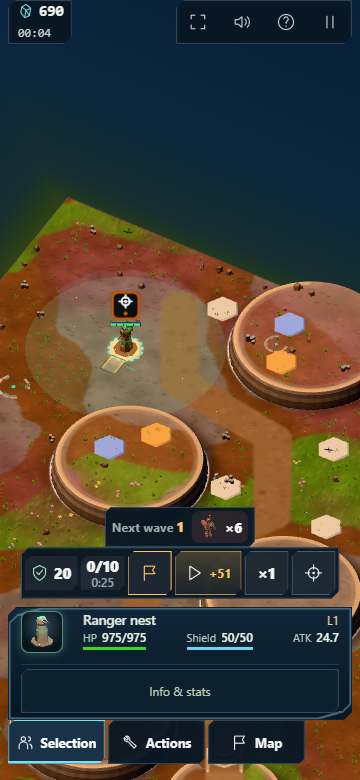 690
00:04
Next wave 1 ×6
20
0/10
0:25
+51
×1
Ranger nest L1
HP 975/975 Shield 50/50 ATK 24.7
Info & stats
Selection Actions Map